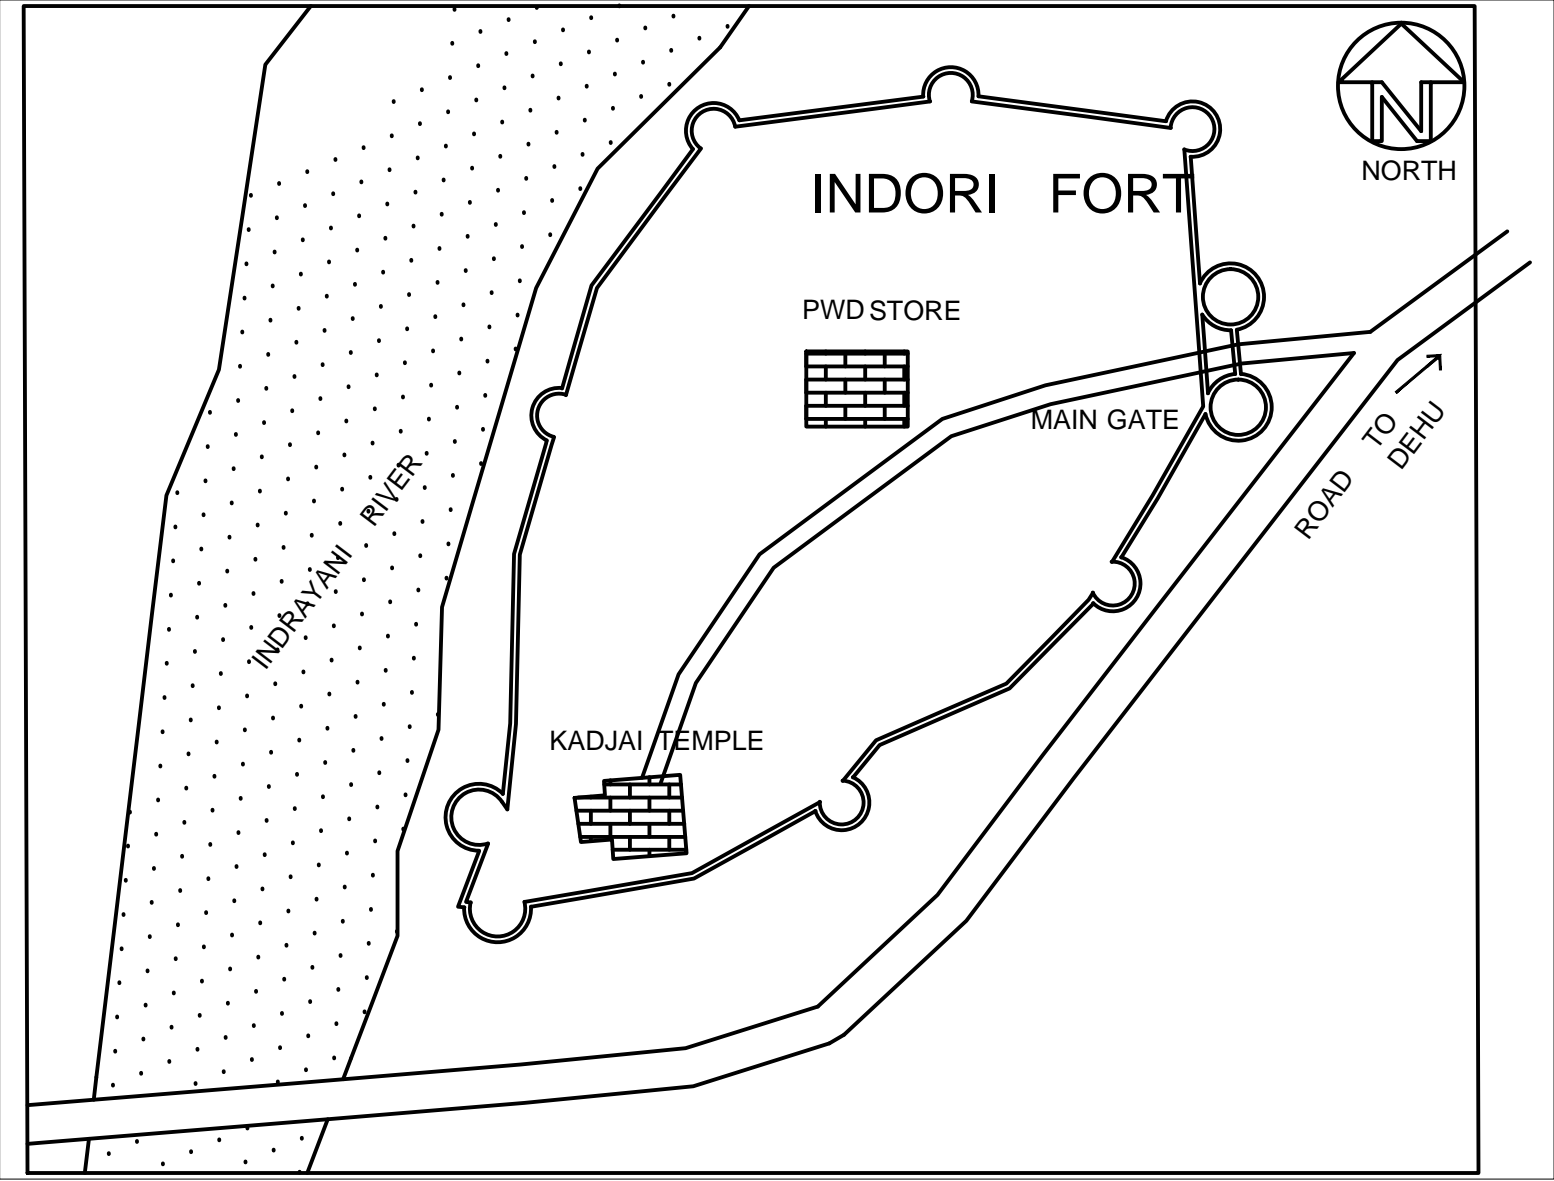 N
NORTH
INDORI FORT
PWD STORE
MAIN GATE
ROAD TO
DEHU
INDRAYANI RIVER
KADJAI TEMPLE